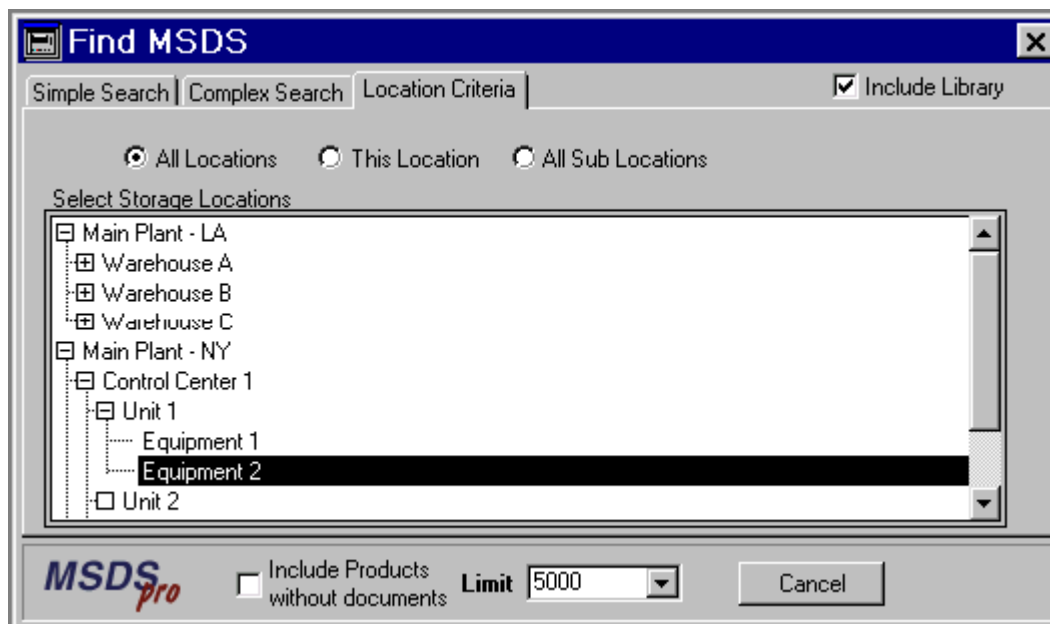 Find MSDS
Simple Search Complex Search Location Criteria Include Library
All Locations This Location All Sub Locations
Select Storage Locations
Main Plant - LA
Warehouse A
Warehouse B
Warehouse C
Main Plant - NY
Control Center 1
Unit 1
Equipment 1
Equipment 2
Unit 2
MSDS pro
Include Products
without documents
Limit 5000 Cancel